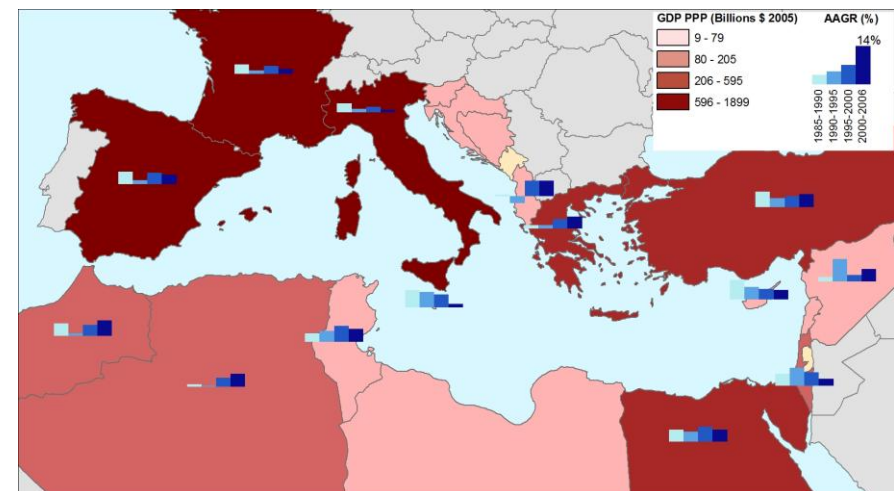 GDP PPP (Billions $ 2005)
9 - 79
80 - 205
206 - 595
596 - 1899
AAGR (%)
14%
1985-1990
1990-1995
1995-2000
2000-2006